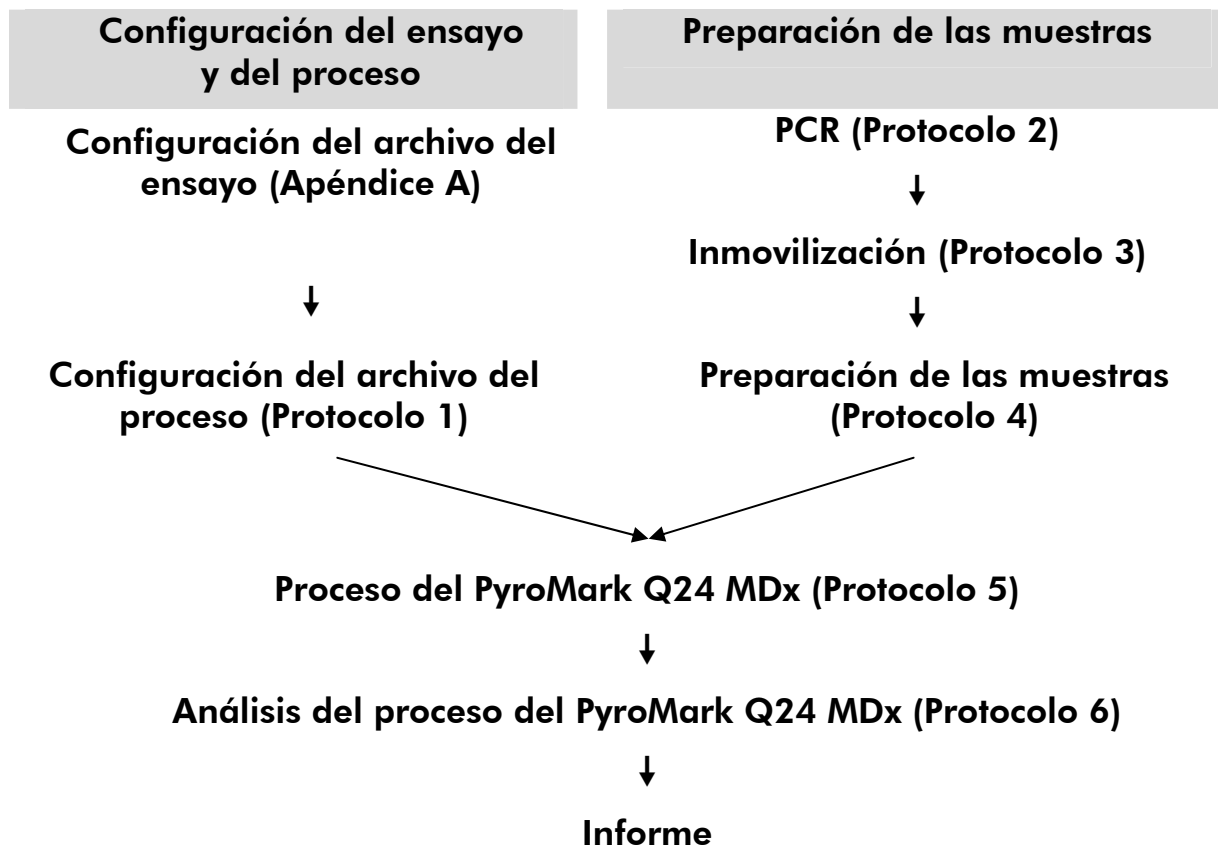 Configuración del ensayo
y del proceso
Configuración del archivo del
ensayo (Apéndice A)
Configuración del archivo del
proceso (Protocolo 1)
Preparación de las muestras
PCR (Protocolo 2)
Inmovilización (Protocolo 3)
Preparación de las muestras
(Protocolo 4)
Proceso del PyroMark Q24 MDx (Protocolo 5)
Análisis del proceso del PyroMark Q24 MDx (Protocolo 6)
Informe